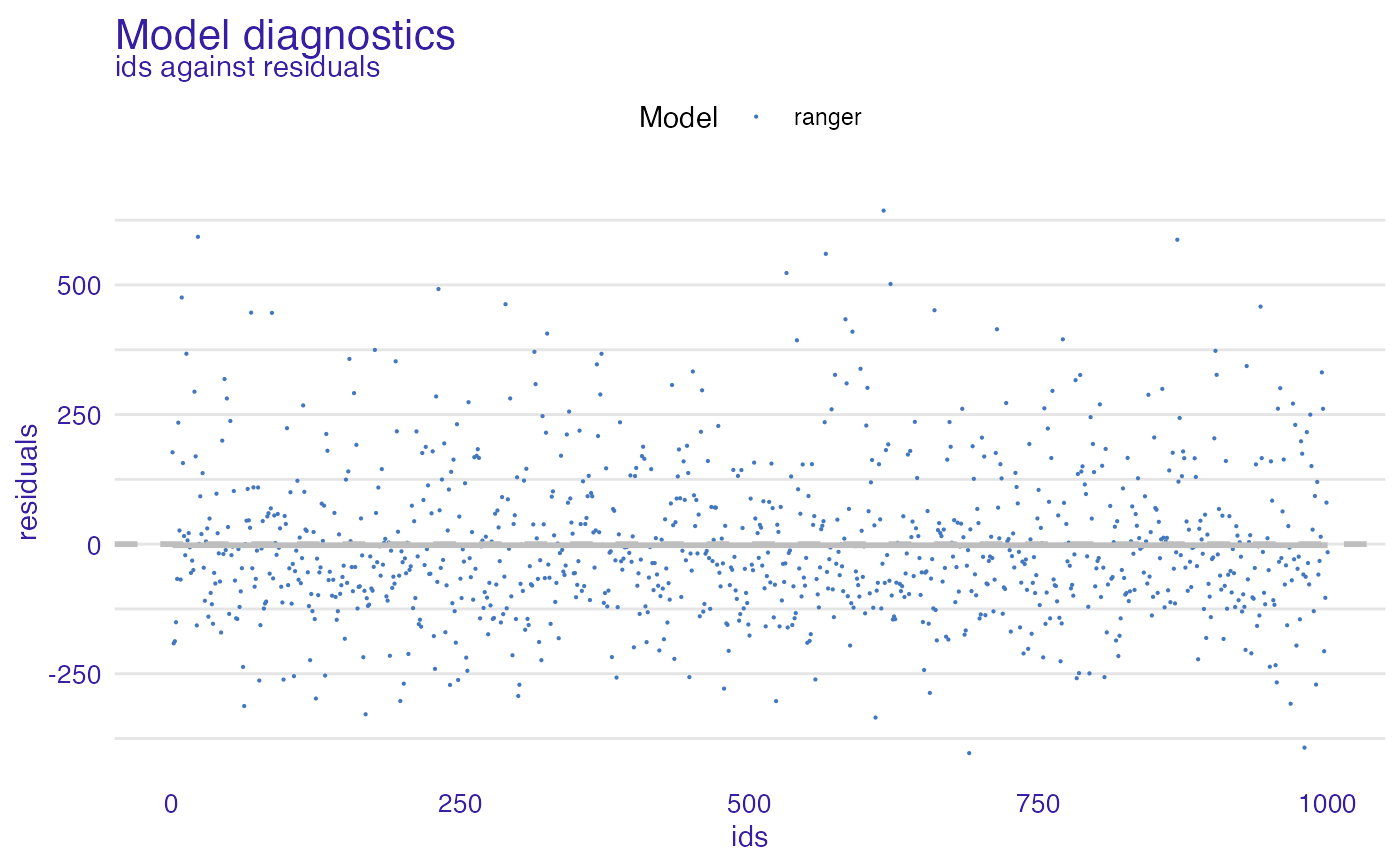 Model diagnostics
ids against residuals
Model ranger
500
250
0
-250
residuals
0 250 500 750 1000
ids